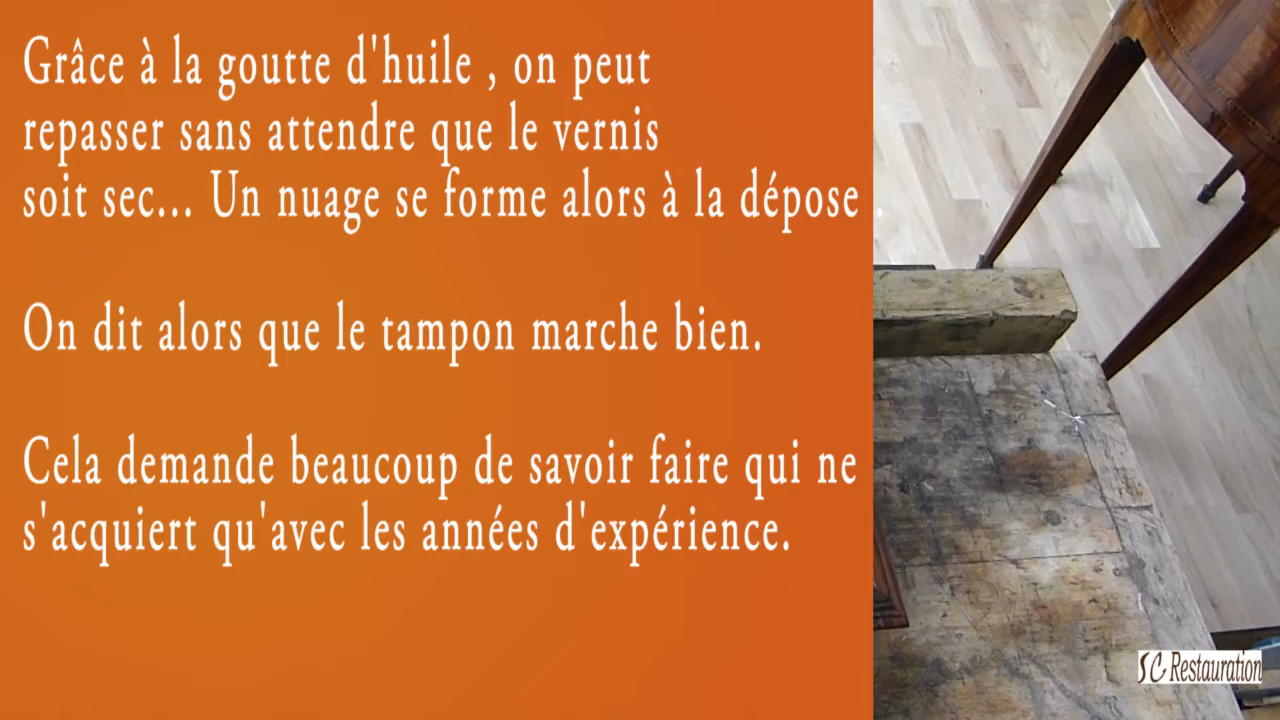 Grâce à la goutte d'huile , on peut
repasser sans attendre que le vernis
soit sec... Un nuage se forme alors à la dépose .
On dit alors que le tampon marche bien.
Cela demande beaucoup de savoir faire qui ne
s'acquiert qu'avec les années d'expérience.
SC Restauration